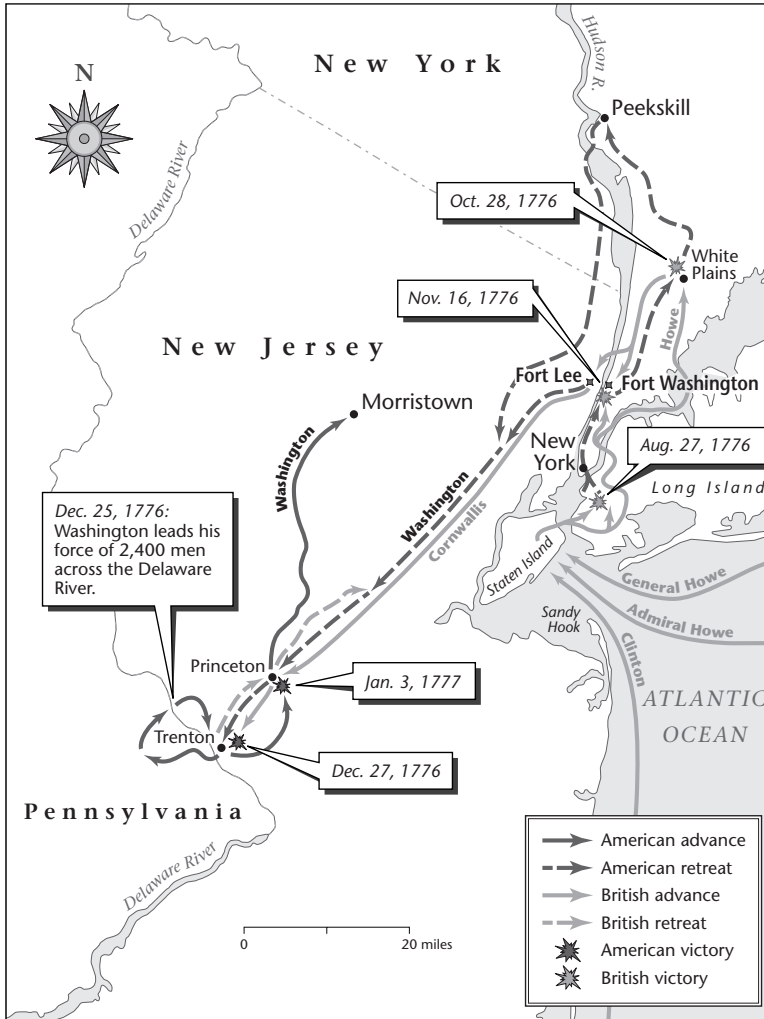 New York
N
Hudson R.
Peekskill
Delaware River
Oct. 28, 1776
White
Plains
Nov. 16, 1776
Howe
New Jersey
Fort Lee
Fort Washington
Morristown
New
York
Aug. 27, 1776
Washington
Washington
Cornwallis
Long Island
Dec. 25, 1776:
Washington leads his
force of 2,400 men
across the Delaware
River.
Staten Island
General Howe
Admiral Howe
Sandy
Hook
Clinton
Princeton
Jan. 3, 1777
ATLANTIC
OCEAN
Trenton
Dec. 27, 1776
Pennsylvania
Delaware River
0
20 miles
American advance
American retreat
British advance
British retreat
American victory
British victory